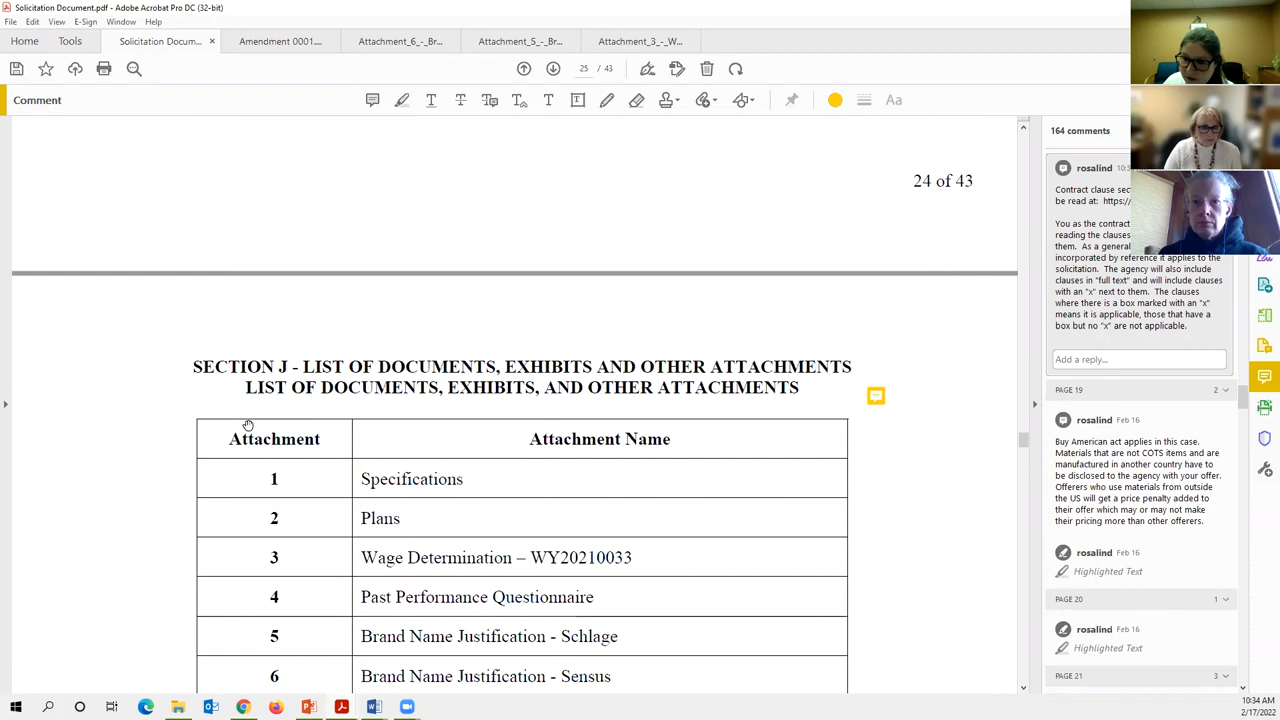 Solicitation Document.pdf - Adobe Acrobat Pro DC (32-bit)
File Edit View E-Sign Window Help
Home Tools Solicitation Docum... × Amendment 0001.... Attachment_6_-_Br... Attachment_5_-_Br... Attachment_3_-_W...
25 / 43
Comment
Aa
24 of 43
SECTION J - LIST OF DOCUMENTS, EXHIBITS AND OTHER ATTACHMENTS
LIST OF DOCUMENTS, EXHIBITS, AND OTHER ATTACHMENTS
Attachment Attachment Name
1 Specifications
2 Plans
3 Wage Determination – WY20210033
4 Past Performance Questionnaire
5 Brand Name Justification - Schlage
6 Brand Name Justification - Sensus
164 comments
rosalind
Contract clause
be read at: https:/
You as the contract
reading the clauses
them. As a general
incorporated by reference it applies to the
solicitation. The agency will also include
clauses in "full text" and will include clauses
with an "x" next to them. The clauses
where there is a box marked with an "x"
means it is applicable, those that have a
box but no "x" are not applicable.
Add a reply...
PAGE 19 2
rosalind Feb 16
Buy American act applies in this case.
Materials that are not COTS items and are
manufactured in another country have to
be disclosed to the agency with your offer.
Offerers who use materials from outside
the US will get a price penalty added to
their offer which may or may not make
their pricing more than other offerers.
rosalind Feb 16
Highlighted Text
PAGE 20 1
rosalind Feb 16
Highlighted Text
PAGE 21 3
10:34 AM
2/17/2022